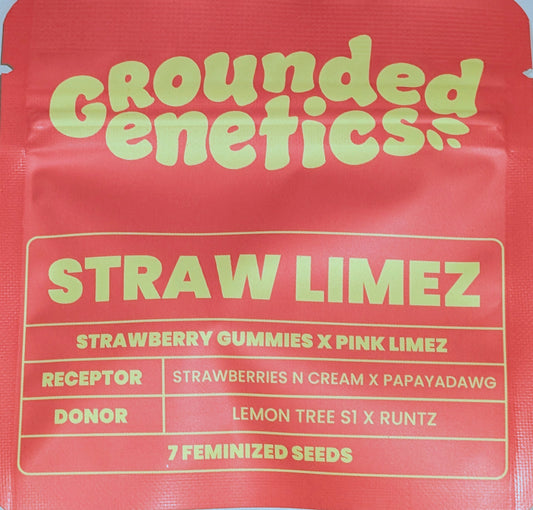 GROUNDED
GENETICS
STRAW LIMEZ
STRAWBERRY GUMMIES X PINK LIMEZ
RECEPTOR STRAWBERRIES N CREAM X PAPAYADAWG
DONOR LEMON TREE S1 X RUNTZ
7 FEMINIZED SEEDS